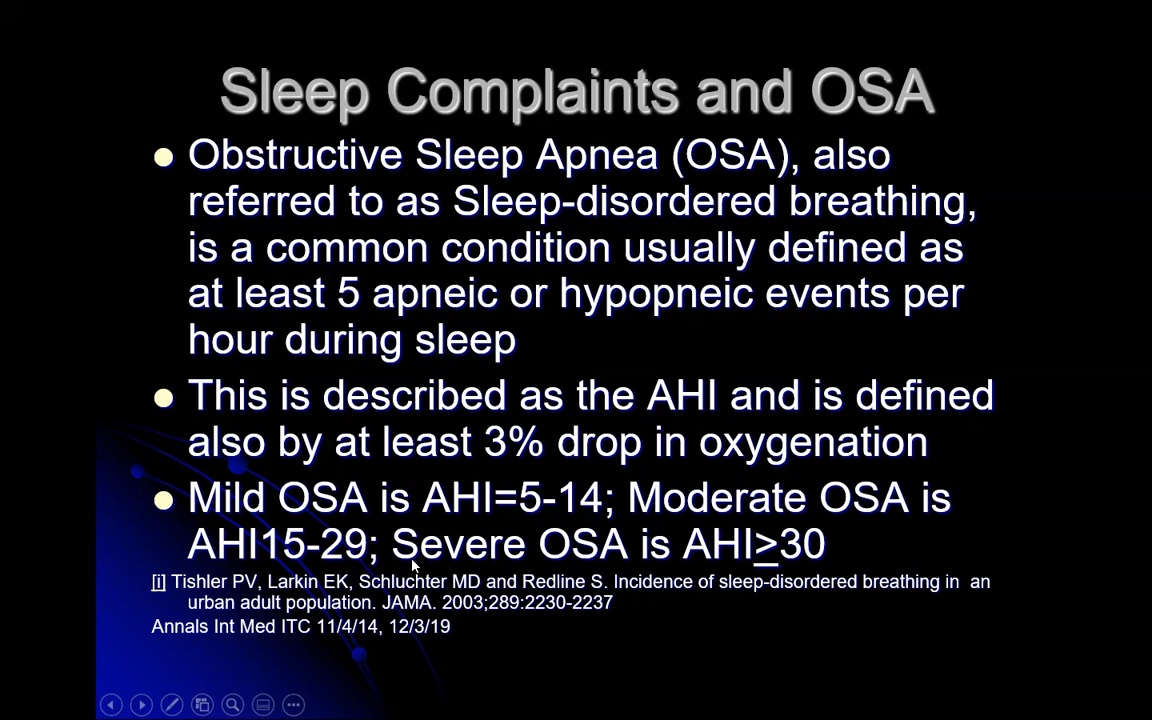 Sleep Complaints and OSA
Obstructive Sleep Apnea (OSA), also
referred to as Sleep-disordered breathing,
is a common condition usually defined as
at least 5 apneic or hypopneic events per
hour during sleep
This is described as the AHI and is defined
also by at least 3% drop in oxygenation
Mild OSA is AHI=5-14; Moderate OSA is
AHI15-29; Severe OSA is AHI>30
[i] Tishler PV, Larkin EK, Schluchter MD and Redline S. Incidence of sleep-disordered breathing in an
urban adult population. JAMA. 2003;289:2230-2237
Annals Int Med ITC 11/4/14, 12/3/19